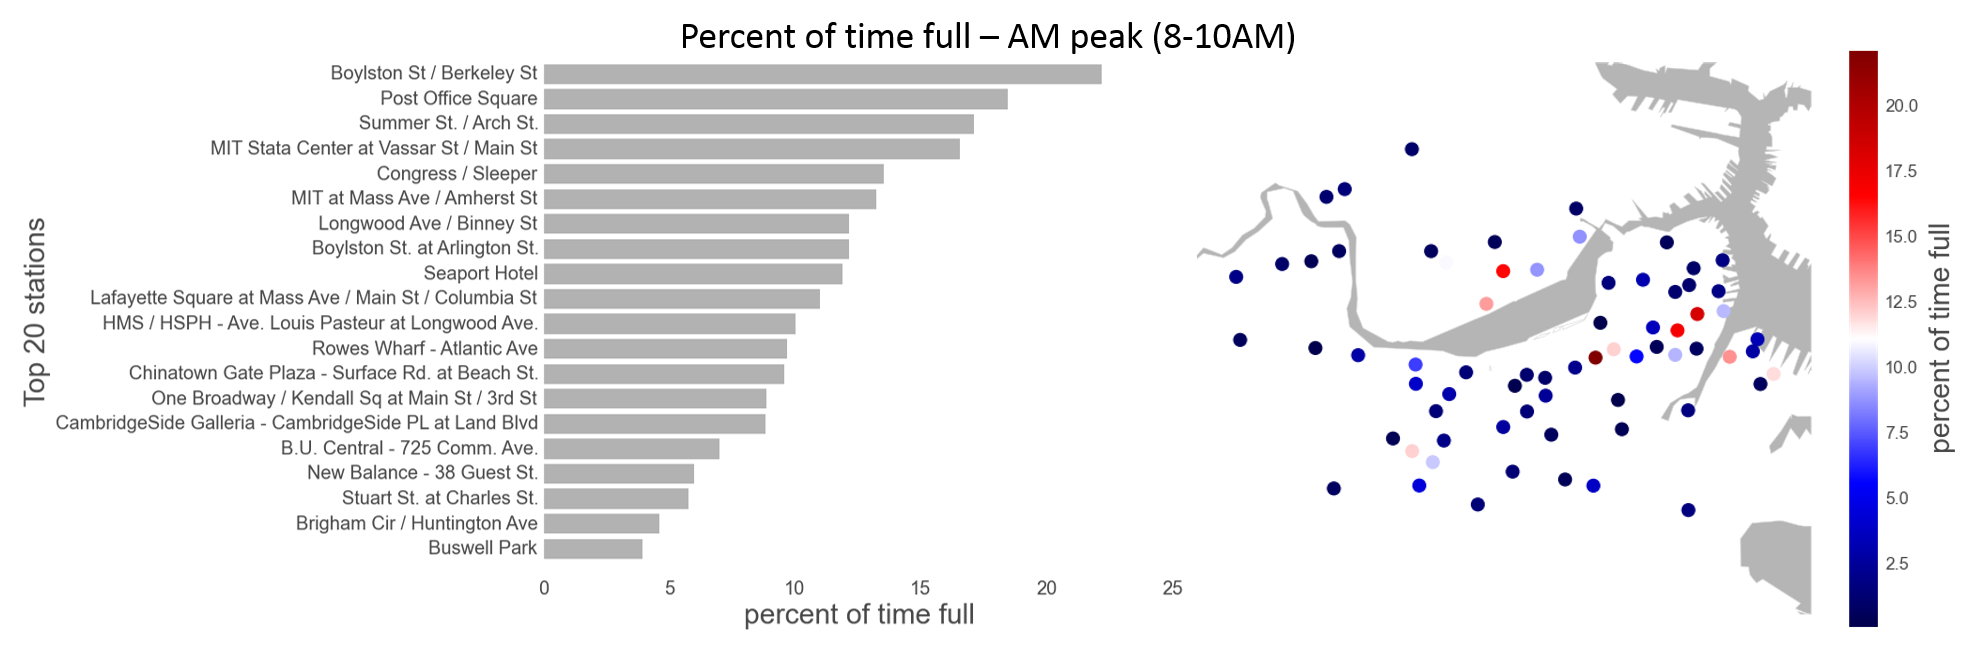 Percent of time full – AM peak (8-10AM)
Top 20 stations
Boylston St / Berkeley St
Post Office Square
Summer St. / Arch St.
MIT Stata Center at Vassar St / Main St
Congress / Sleeper
MIT at Mass Ave / Amherst St
Longwood Ave / Binney St
Boylston St. at Arlington St.
Seaport Hotel
Lafayette Square at Mass Ave / Main St / Columbia St
HMS / HSPH - Ave. Louis Pasteur at Longwood Ave.
Rowes Wharf - Atlantic Ave
Chinatown Gate Plaza - Surface Rd. at Beach St.
One Broadway / Kendall Sq at Main St / 3rd St
CambridgeSide Galleria - CambridgeSide PL at Land Blvd
B.U. Central - 725 Comm. Ave.
New Balance - 38 Guest St.
Stuart St. at Charles St.
Brigham Cir / Huntington Ave
Buswell Park
0 5 10 15 20 25
percent of time full
20.0
17.5
15.0
12.5
10.0
7.5
5.0
2.5
percent of time full